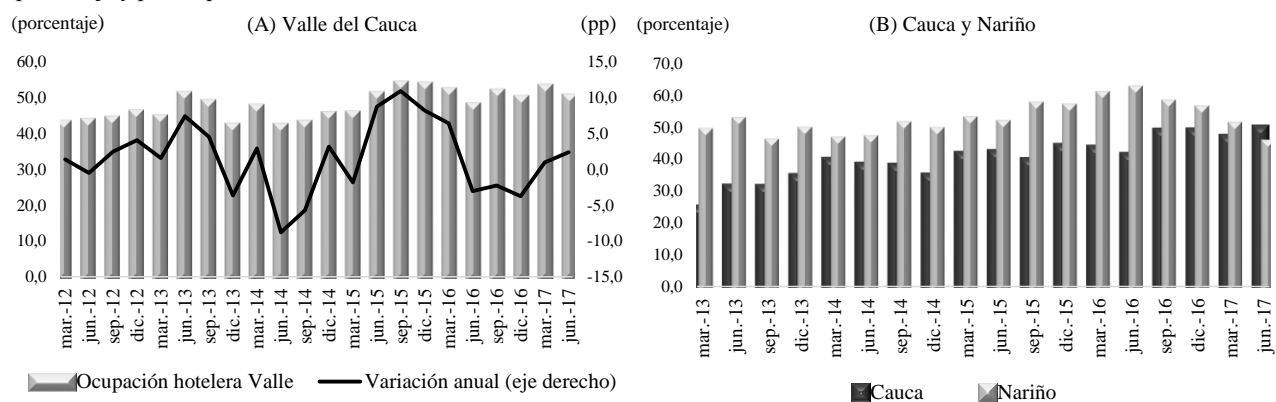 (porcentaje) (A) Valle del Cauca (pp)
60,0 15,0
50,0 10,0
40,0 5,0
30,0 0,0
20,0 -5,0
10,0 -10,0
0,0 -15,0
mar.-12 jun.-12 sep.-12 dic.-12 mar.-13 jun.-13 sep.-13 dic.-13 mar.-14 jun.-14 sep.-14 dic.-14 mar.-15 jun.-15 sep.-15 dic.-15 mar.-16 jun.-16 sep.-16 dic.-16 mar.-17 jun.-17
Ocupación hotelera Valle Variación anual (eje derecho)
(porcentaje) (B) Cauca y Nariño
70,0
60,0
50,0
40,0
30,0
20,0
10,0
0,0
mar.-13 jun.-13 sep.-13 dic.-13 mar.-14 jun.-14 sep.-14 dic.-14 mar.-15 jun.-15 sep.-15 dic.-15 mar.-16 jun.-16 sep.-16 dic.-16 mar.-17 jun.-17
Cauca Nariño